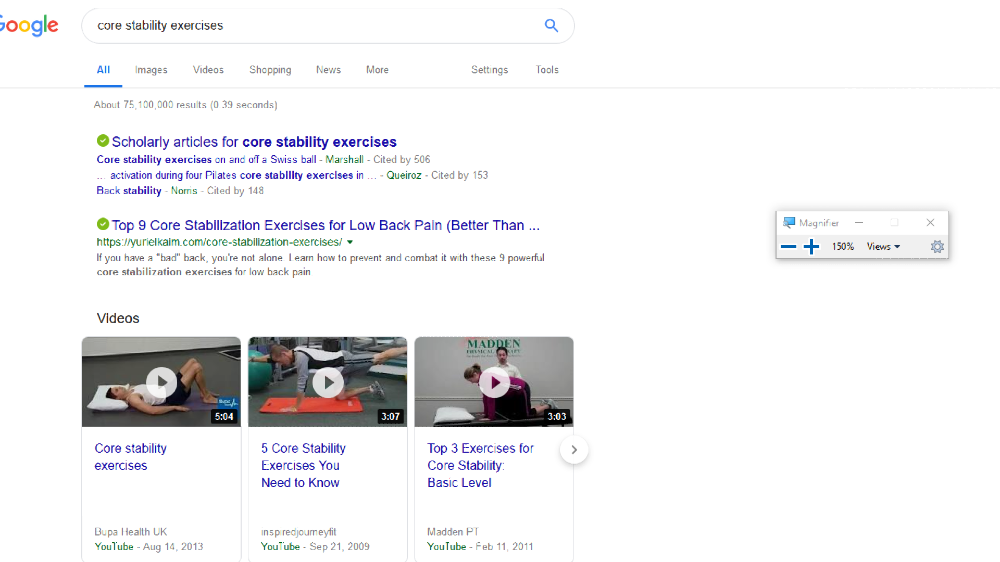 Google
core stability exercises
All Images Videos Shopping News More Settings Tools
About 75,100,000 results (0.39 seconds)
Scholarly articles for core stability exercises
Core stability exercises on and off a Swiss ball - Marshall - Cited by 506
... activation during four Pilates core stability exercises in ... - Queiroz - Cited by 153
Back stability - Norris - Cited by 148
Top 9 Core Stabilization Exercises for Low Back Pain (Better Than ...
https://yurielkaim.com/core-stabilization-exercises/
If you have a "bad" back, you're not alone. Learn how to prevent and combat it with these 9 powerful
core stabilization exercises for low back pain.
Magnifier
150% Views
Videos
Bupa
5:04
Core stability
exercises
Bupa Health UK
YouTube - Aug 14, 2013
3:07
5 Core Stability
Exercises You
Need to Know
inspiredjourneyfit
YouTube - Sep 21, 2009
MADDEN
3:03
Top 3 Exercises for
Core Stability:
Basic Level
Madden PT
YouTube - Feb 11, 2011